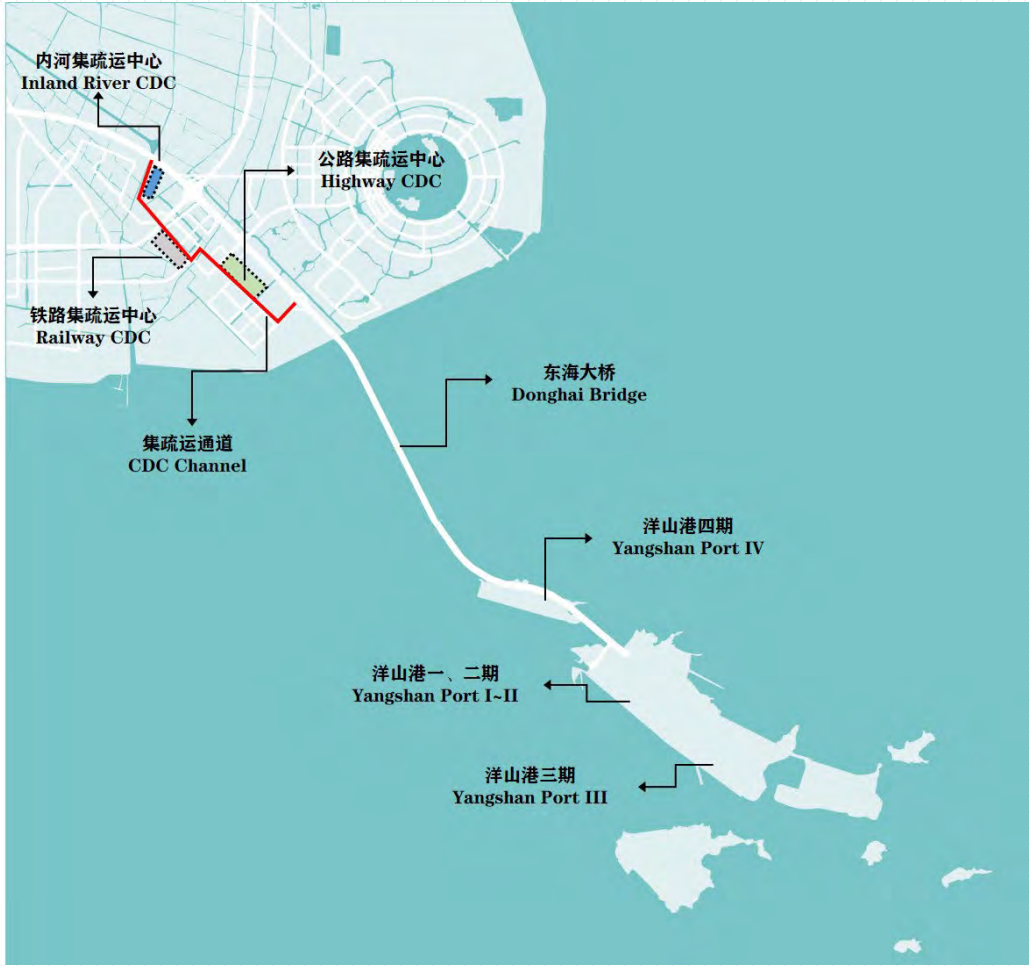 内河集疏运中心
Inland River CDC
公路集疏运中心
Highway CDC
铁路集疏运中心
Railway CDC
东海大桥
Donghai Bridge
集疏运通道
CDC Channel
洋山港四期
Yangshan Port IV
洋山港一、二期
Yangshan Port I~II
洋山港三期
Yangshan Port III